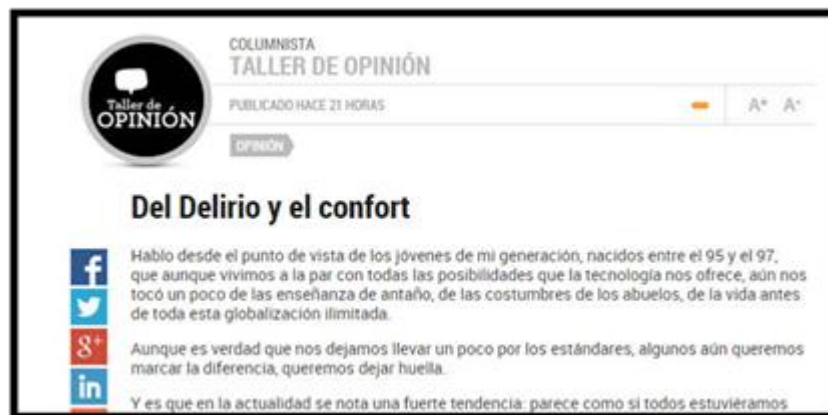 COLUMNISTA
TALLER DE OPINIÓN
Taller de
OPINIÓN
PUBLICADO HACE 21 HORAS
A+ A-
OPINIÓN
Del Delirio y el confort
Hablo desde el punto de vista de los jóvenes de mi generación, nacidos entre el 95 y el 97,
que aunque vivimos a la par con todas las posibilidades que la tecnología nos ofrece, aún nos
tocó un poco de las enseñanza de antaño, de las costumbres de los abuelos, de la vida antes
de toda esta globalización ilimitada.
Aunque es verdad que nos dejamos llevar un poco por los estándares, algunos aún queremos
marcar la diferencia, queremos dejar huella.
Y es que en la actualidad se nota una fuerte tendencia: parece como si todos estuviéramos
f
g+
in